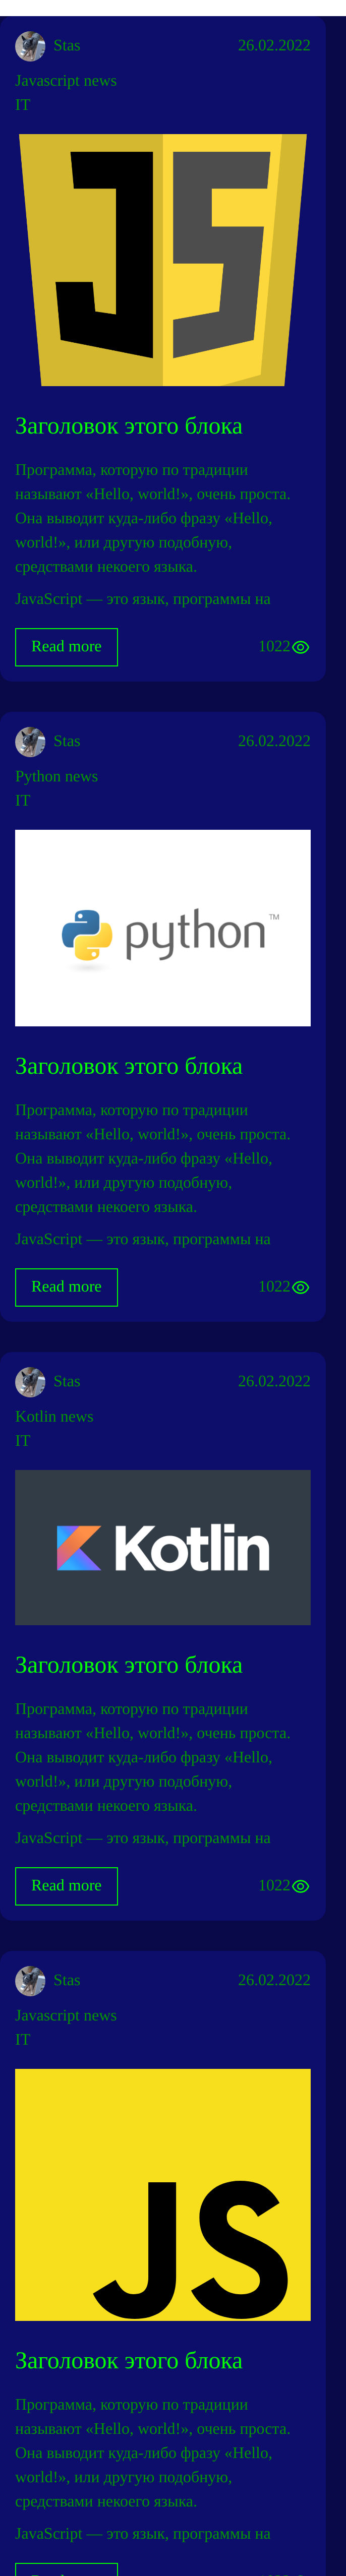 Stas 26.02.2022
Javascript news
IT
JS
Заголовок этого блока
Программа, которую по традиции
называют «Hello, world!», очень проста.
Она выводит куда-либо фразу «Hello,
world!», или другую подобную,
средствами некоего языка.
JavaScript — это язык, программы на
Read more 1022
Stas 26.02.2022
Python news
IT
python TM
Заголовок этого блока
Программа, которую по традиции
называют «Hello, world!», очень проста.
Она выводит куда-либо фразу «Hello,
world!», или другую подобную,
средствами некоего языка.
JavaScript — это язык, программы на
Read more 1022
Stas 26.02.2022
Kotlin news
IT
Kotlin
Заголовок этого блока
Программа, которую по традиции
называют «Hello, world!», очень проста.
Она выводит куда-либо фразу «Hello,
world!», или другую подобную,
средствами некоего языка.
JavaScript — это язык, программы на
Read more 1022
Stas 26.02.2022
Javascript news
IT
JS
Заголовок этого блока
Программа, которую по традиции
называют «Hello, world!», очень проста.
Она выводит куда-либо фразу «Hello,
world!», или другую подобную,
средствами некоего языка.
JavaScript — это язык, программы на